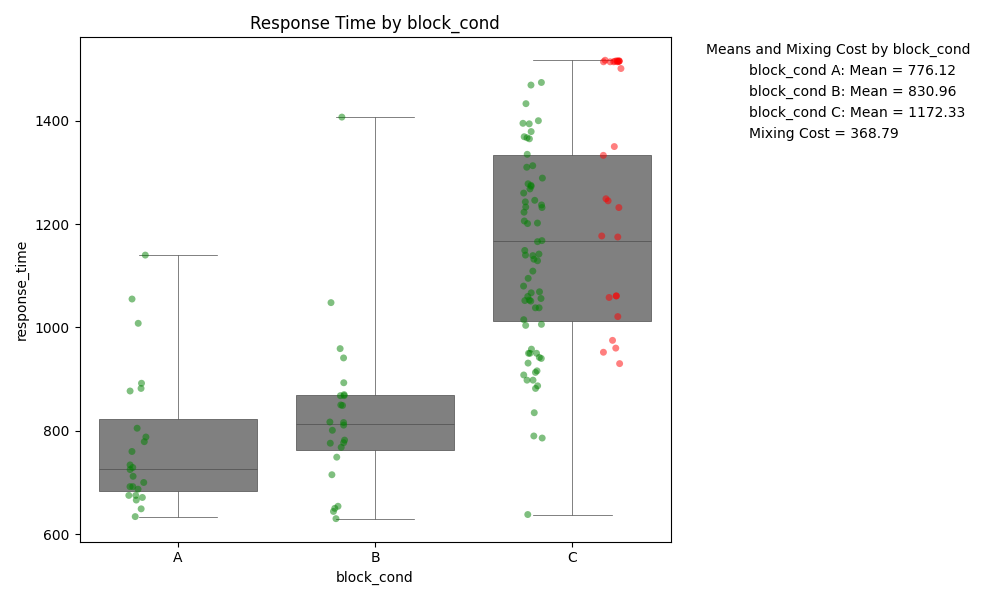 Response Time by block_cond
Means and Mixing Cost by block_cond
block_cond A: Mean = 776.12
block_cond B: Mean = 830.96
block_cond C: Mean = 1172.33
Mixing Cost = 368.79
response_time
1400
1200
1000
800
600
A
B
C
block_cond